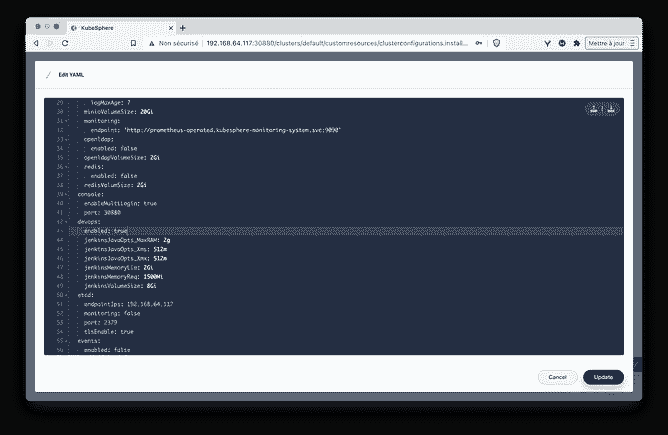 KubeSphere
Non sécurisé 192.168.64.117:30880/clusters/default/customresources/clusterconfigurations.install...
Mettre à jour
Edit YAML
29 logMaxAge: 7
30 minioVolumeSize: 20Gi
31 monitoring:
32 endpoint: 'http://prometheus-operated.kubesphere-monitoring-system.svc:9090'
33 openldap:
34 enabled: false
35 openldapVolumeSize: 2Gi
36 redis:
37 enabled: false
38 redisVolumSize: 2Gi
39 console:
40 enableMultiLogin: true
41 port: 30880
42 devops:
43 enabled: true
44 jenkinsJavaOpts_MaxRAM: 2g
45 jenkinsJavaOpts_Xms: 512m
46 jenkinsJavaOpts_Xmx: 512m
47 jenkinsMemoryLim: 2Gi
48 jenkinsMemoryReq: 1500Mi
49 jenkinsVolumeSize: 8Gi
50 etcd:
51 endpointIps: 192.168.64.117
52 monitoring: false
53 port: 2379
54 tlsEnable: true
55 events:
56 enabled: false
Cancel
Update